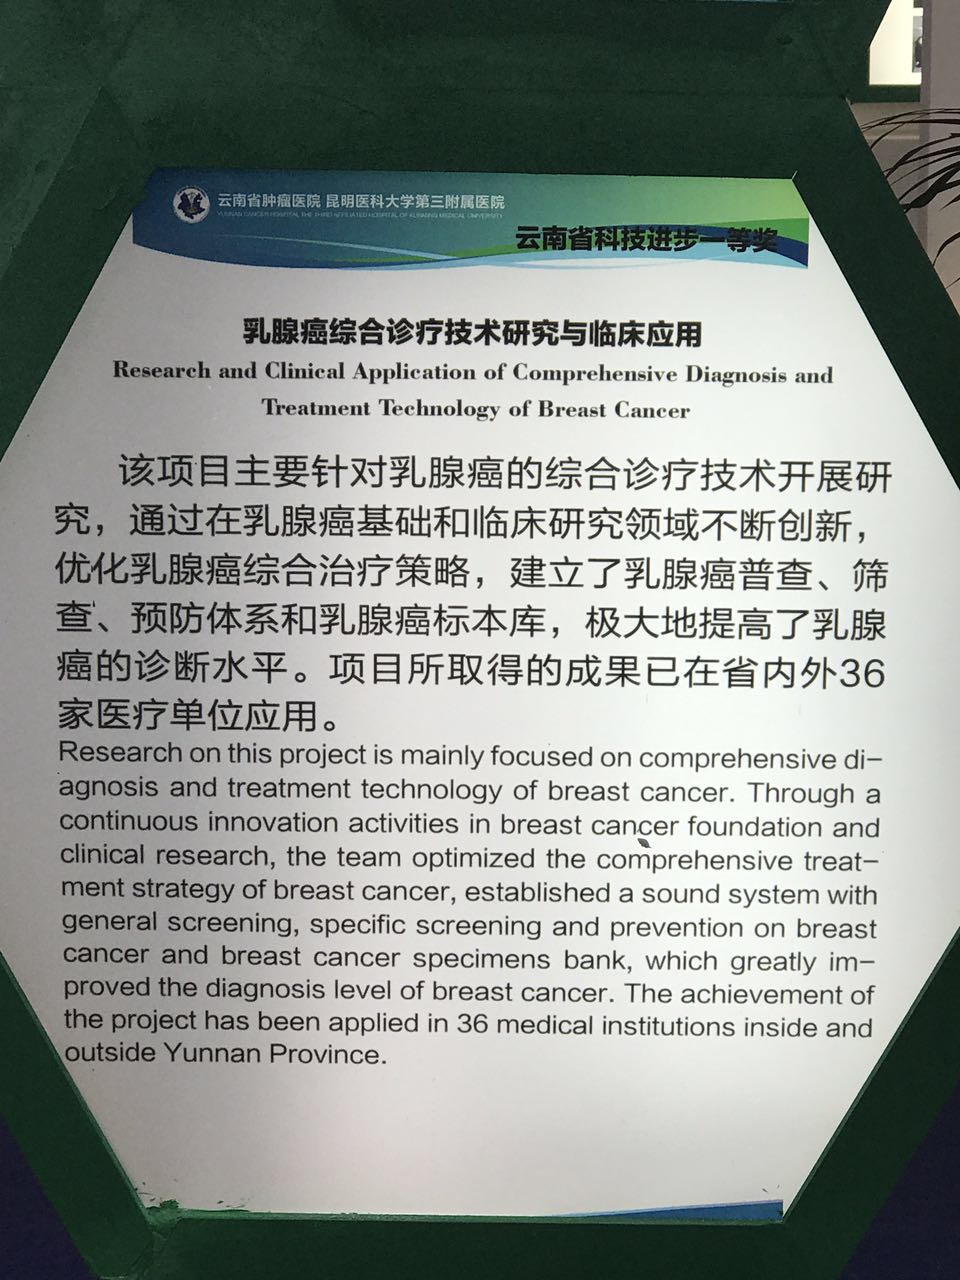 云南省肿瘤医院 昆明医科大学第三附属医院
YUNNAN CANCER HOSPITAL THE THIRD AFFILIATED HOSPITAL OF KUNMING MEDICAL UNIVERSITY
云南省科技进步一等奖
乳腺癌综合诊疗技术研究与临床应用
Research and Clinical Application of Comprehensive Diagnosis and
Treatment Technology of Breast Cancer
该项目主要针对乳腺癌的综合诊疗技术开展研
究，通过在乳腺癌基础和临床研究领域不断创新，
优化乳腺癌综合治疗策略，建立了乳腺癌普查、筛
查、预防体系和乳腺癌标本库，极大地提高了乳腺
癌的诊断水平。项目所取得的成果已在省内外36
家医疗单位应用。
Research on this project is mainly focused on comprehensive di-
agnosis and treatment technology of breast cancer. Through a
continuous innovation activities in breast cancer foundation and
clinical research, the team optimized the comprehensive treat-
ment strategy of breast cancer, established a sound system with
general screening, specific screening and prevention on breast
cancer and breast cancer specimens bank, which greatly im-
proved the diagnosis level of breast cancer. The achievement of
the project has been applied in 36 medical institutions inside and
outside Yunnan Province.